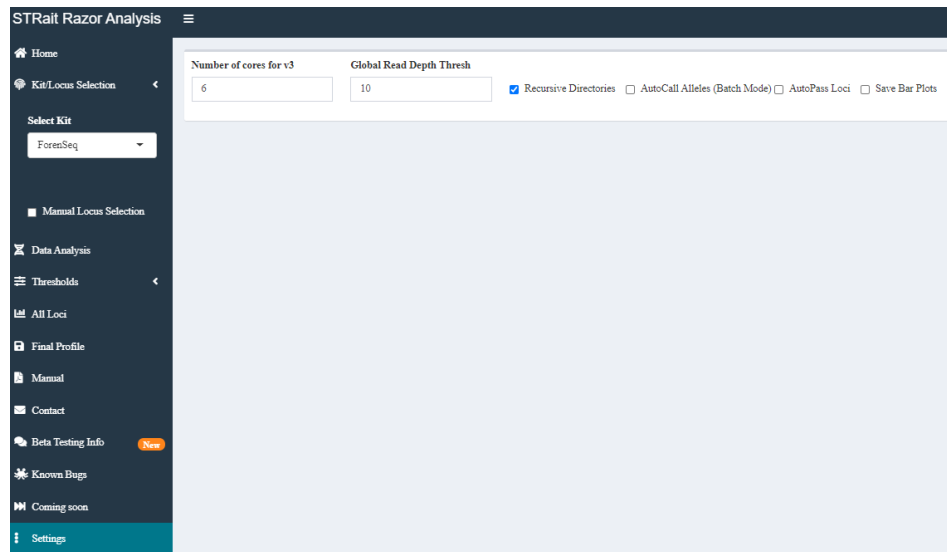 STRait Razor Analysis
Home
Kit/Locus Selection
Select Kit
ForenSeq
Manual Locus Selection
Data Analysis
Thresholds
All Loci
Final Profile
Manual
Contact
Beta Testing Info New
Known Bugs
Coming soon
Settings
Number of cores for v3 Global Read Depth Thresh
6 10 Recursive Directories AutoCall Alleles (Batch Mode) AutoPass Loci Save Bar Plots